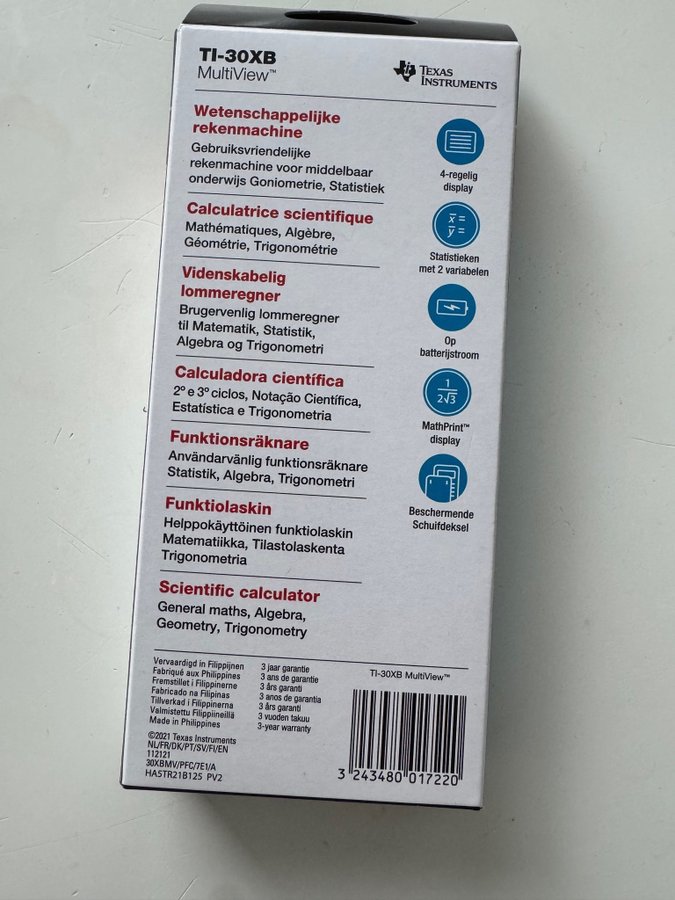 TI-30XB
MultiView™
TEXAS
INSTRUMENTS
Wetenschappelijke
rekenmachine
Gebruiksvriendelijke
rekenmachine voor middelbaar
onderwijs Goniometrie, Statistiek
Calculatrice scientifique
Mathématiques, Algèbre,
Géométrie, Trigonométrie
Videnskabelig
lommeregner
Brugervenlig lommeregner
til Matematik, Statistik,
Algebra og Trigonometri
Calculadora científica
2º e 3º ciclos, Notação Científica,
Estatística e Trigonometria
Funktionsräknare
Användarvänlig funktionsräknare
Statistik, Algebra, Trigonometri
Funktiolaskin
Helppokäyttöinen funktiolaskin
Matematiikka, Tilastolaskenta
Trigonometria
Scientific calculator
General maths, Algebra,
Geometry, Trigonometry
4-regelig
display
x̅ =
y̅ =
Statistieken
met 2 variabelen
Op
batterijstroom
1
2√3
MathPrint™
display
Beschermende
Schuifdeksel
Vervaardigd in Filippijnen
Fabriqué aux Philippines
Fremstillet i Filippinerne
Fabricado na Filipinas
Tillverkad i Filippinerna
Valmistettu Filippiineillä
Made in Philippines
3 jaar garantie
3 ans de garantie
3 års garanti
3 anos de garantia
3 års garanti
3 vuoden takuu
3-year warranty
©2021 Texas Instruments
NL/FR/DK/PT/SV/FI/EN
112121
30XBMV/PFC/7E1/A
HA5TR21B125 PV2
TI-30XB MultiView™
3 243480 017220